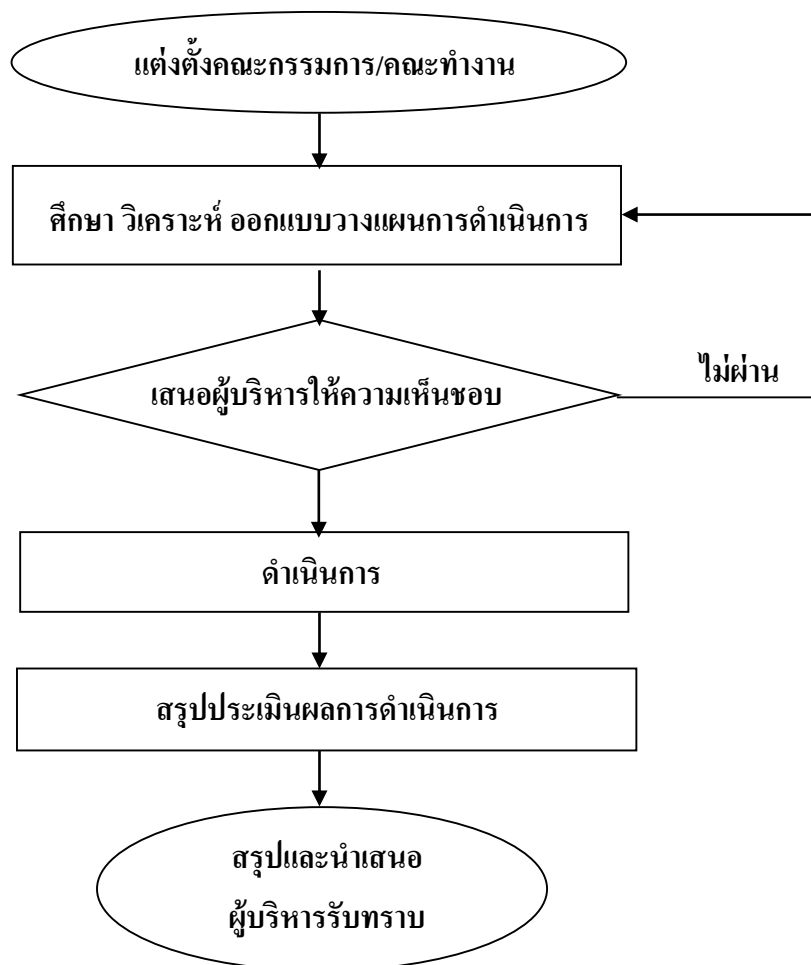 แต่งตั้งคณะกรรมการ/คณะทำงาน
ศึกษา วิเคราะห์ ออกแบบวางแผนการดำเนินการ
เสนอผู้บริหารให้ความเห็นชอบ
ไม่ผ่าน
ดำเนินการ
สรุปประเมินผลการดำเนินการ
สรุปและนำเสนอ
ผู้บริหารรับทราบ